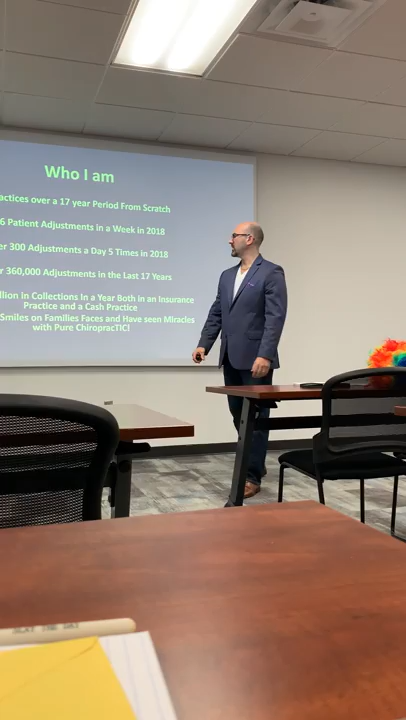 Who I am
actices over a 17 year Period From Scratch
6 Patient Adjustments in a Week in 2018
er 300 Adjustments a Day 5 Times in 2018
r 360,000 Adjustments in the Last 17 Years
illion in Collections In a Year Both in an Insurance
Practice and a Cash Practice
Smiles on Families Faces and Have seen Miracles
with Pure ChiropracTIC!